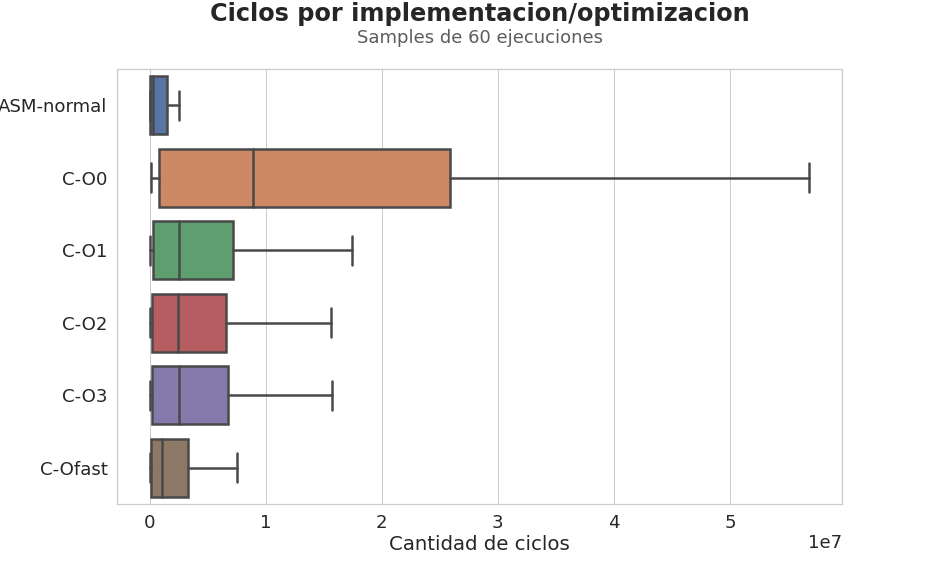 Ciclos por implementacion/optimizacion
Samples de 60 ejecuciones
ASM-normal
C-O0
C-O1
C-O2
C-O3
C-Ofast
0 1 2 3 4 5
Cantidad de ciclos
1e7